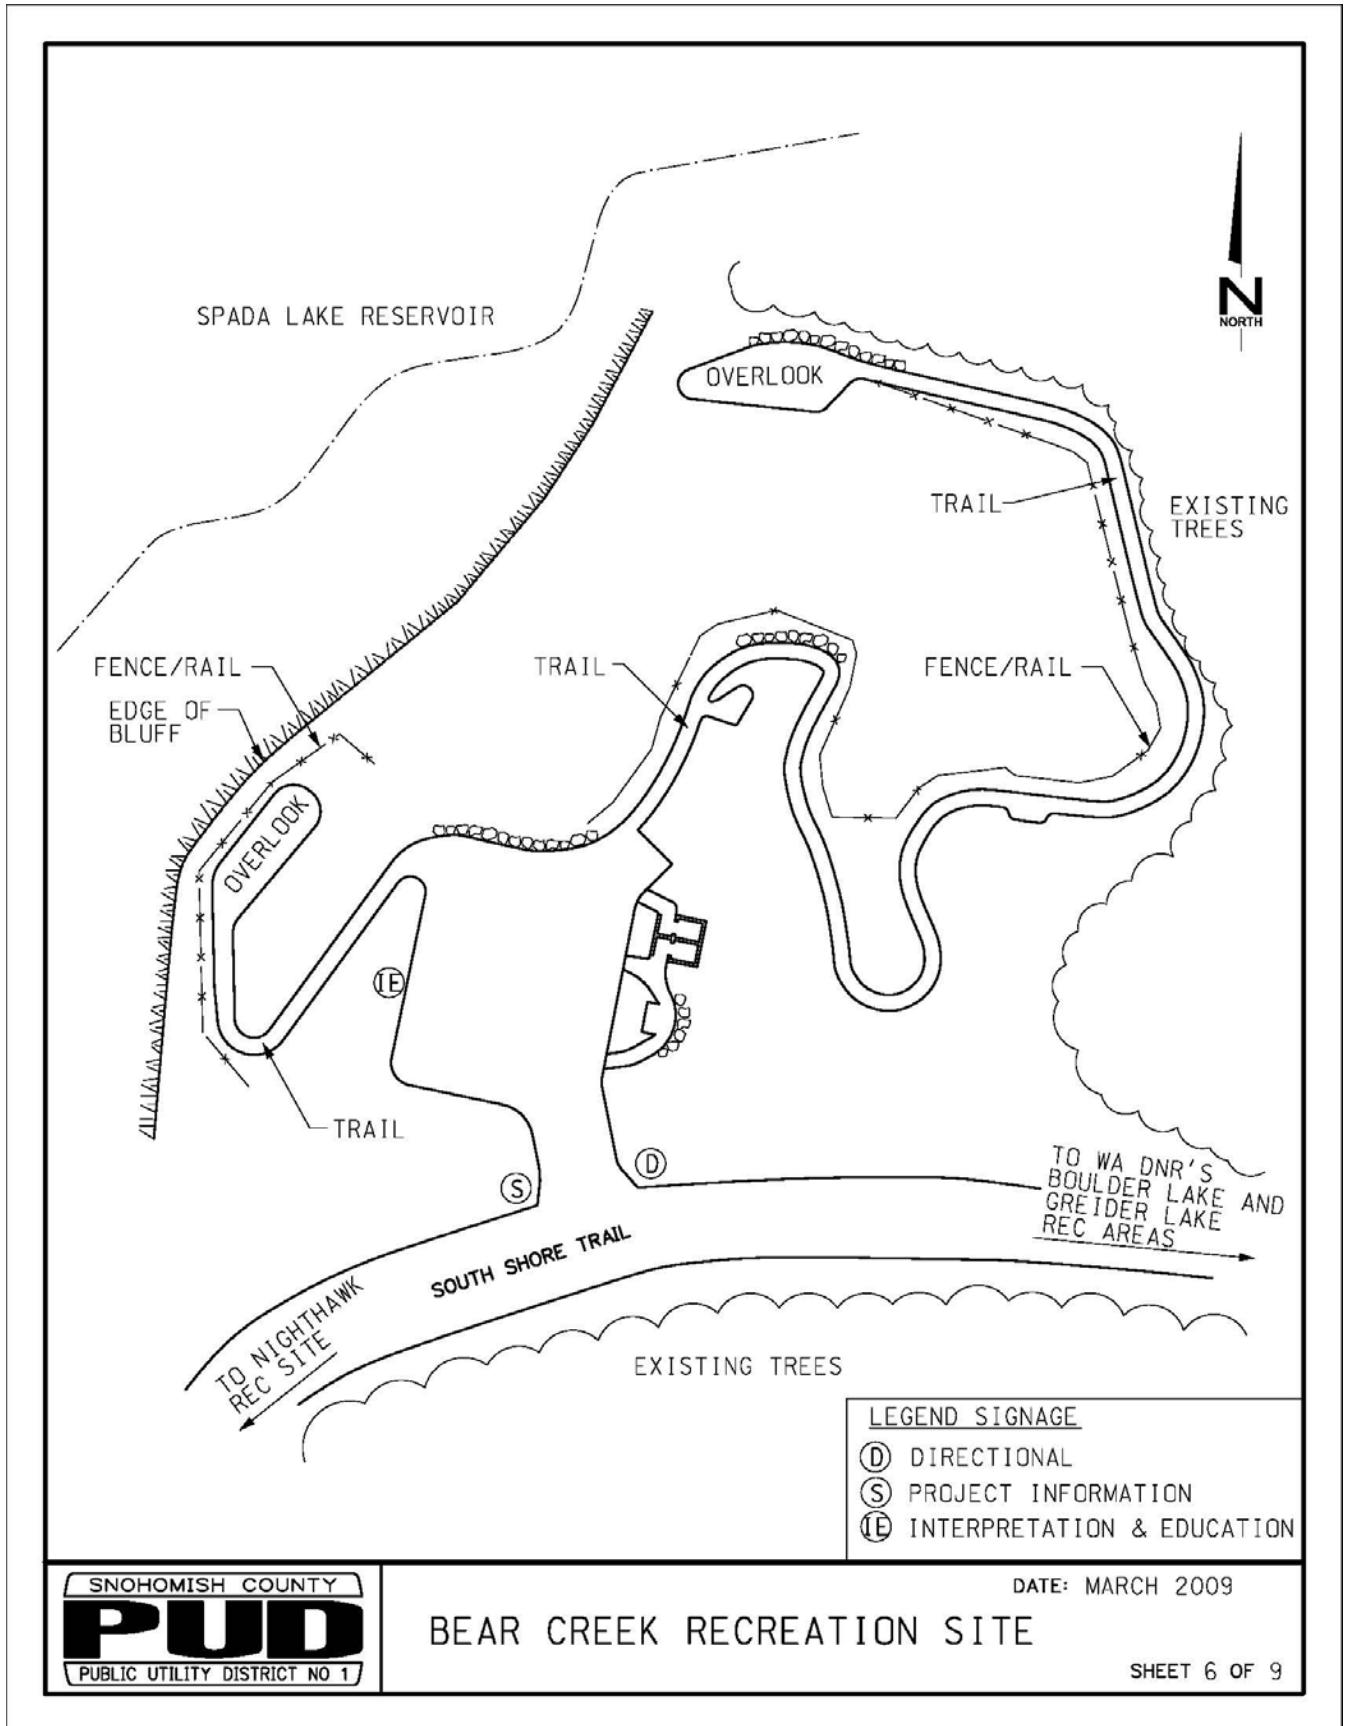 N
NORTH
SPADA LAKE RESERVOIR
OVERLOOK
TRAIL
EXISTING
TREES
FENCE/RAIL
TRAIL
FENCE/RAIL
EDGE OF
BLUFF
OVERLOOK
IE
TRAIL
D
S
TO WA DNR'S
BOULDER LAKE AND
GREIDER LAKE
REC AREAS
SOUTH SHORE TRAIL
TO NIGHTHAWK
REC SITE
EXISTING TREES
LEGEND SIGNAGE
D DIRECTIONAL
S PROJECT INFORMATION
IE INTERPRETATION & EDUCATION
SNOHOMISH COUNTY
PUD
PUBLIC UTILITY DISTRICT NO 1
DATE: MARCH 2009
BEAR CREEK RECREATION SITE
SHEET 6 OF 9